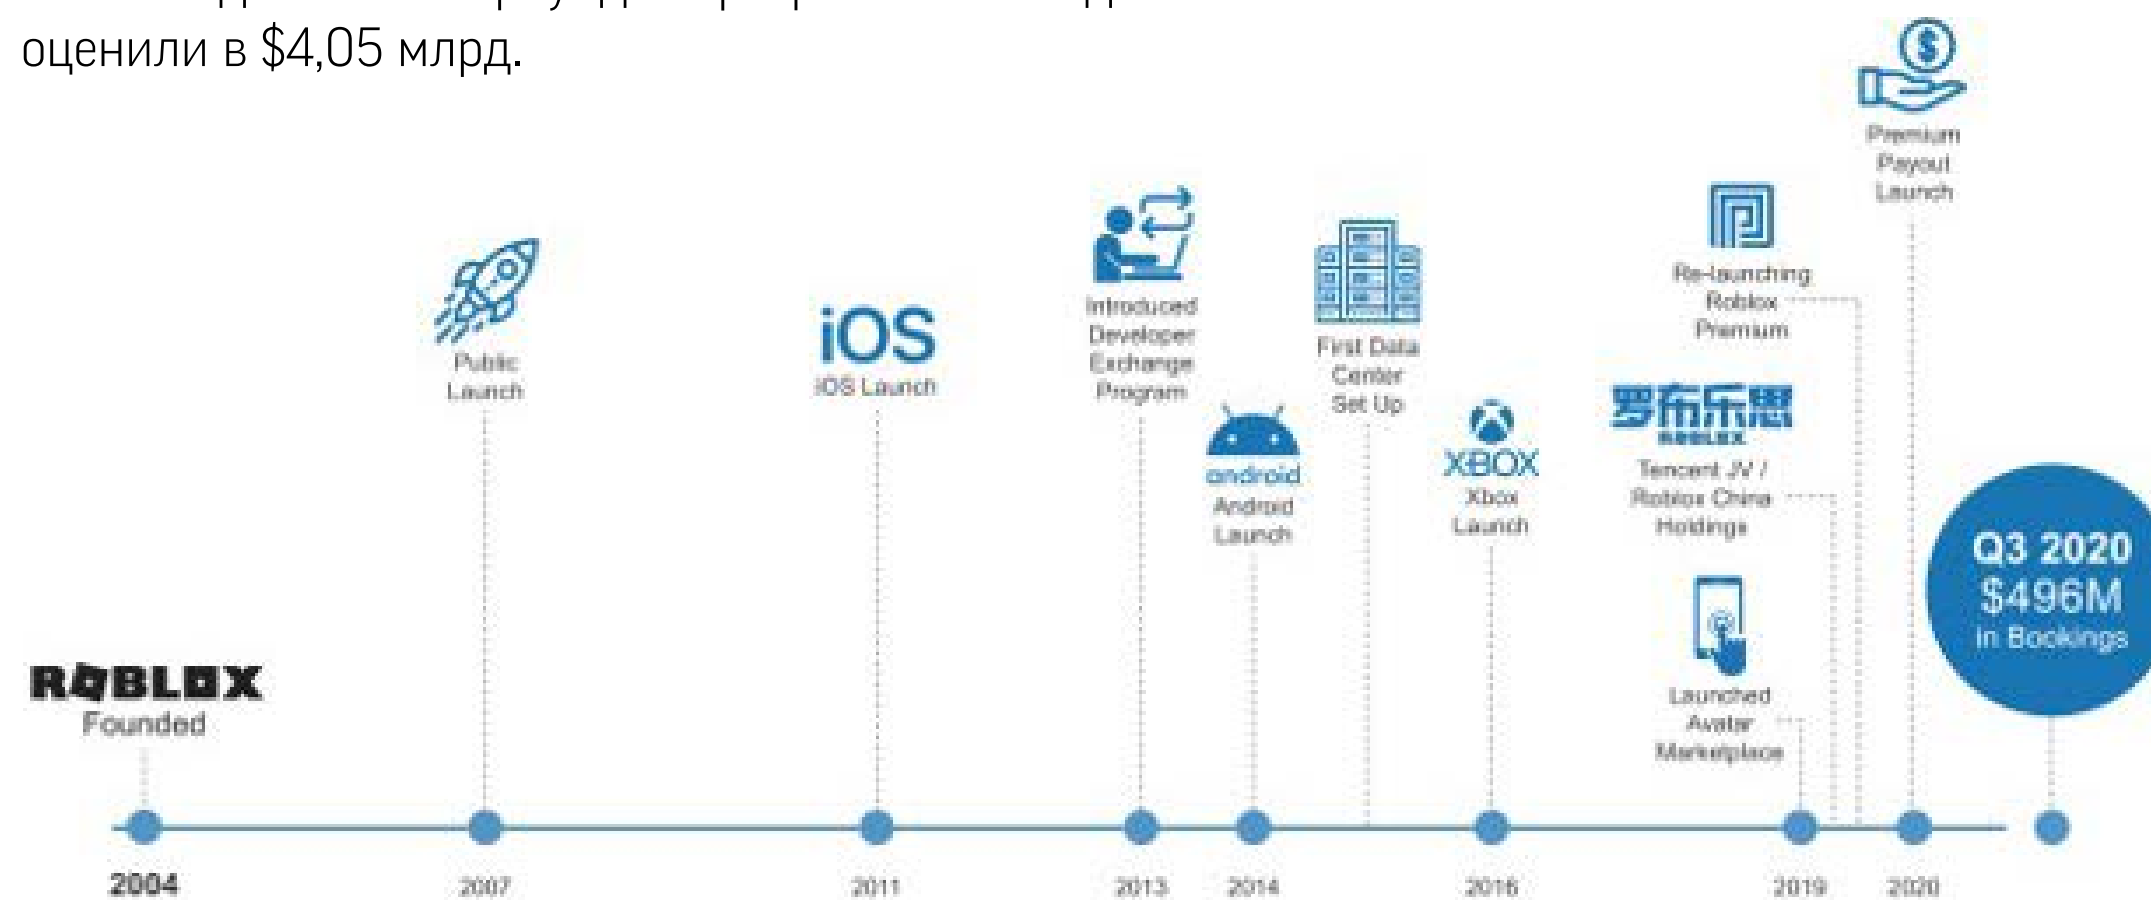 оценили в $4,05 млрд.
Premium
Payout
Launch
Re-launching
Roblox
Premium
Introduced
Developer
Exchange
Program
First Data
Center
Set Up
Public
Launch
iOS
iOS Launch
android
Android
Launch
XBOX
Xbox
Launch
罗布乐思
ROBLOX
Tencent JV /
Roblox China
Holdings
Q3 2020
$496M
in Bookings
Launched
Avatar
Marketplace
ROBLOX
Founded
2004
2007
2011
2013
2014
2016
2019
2020